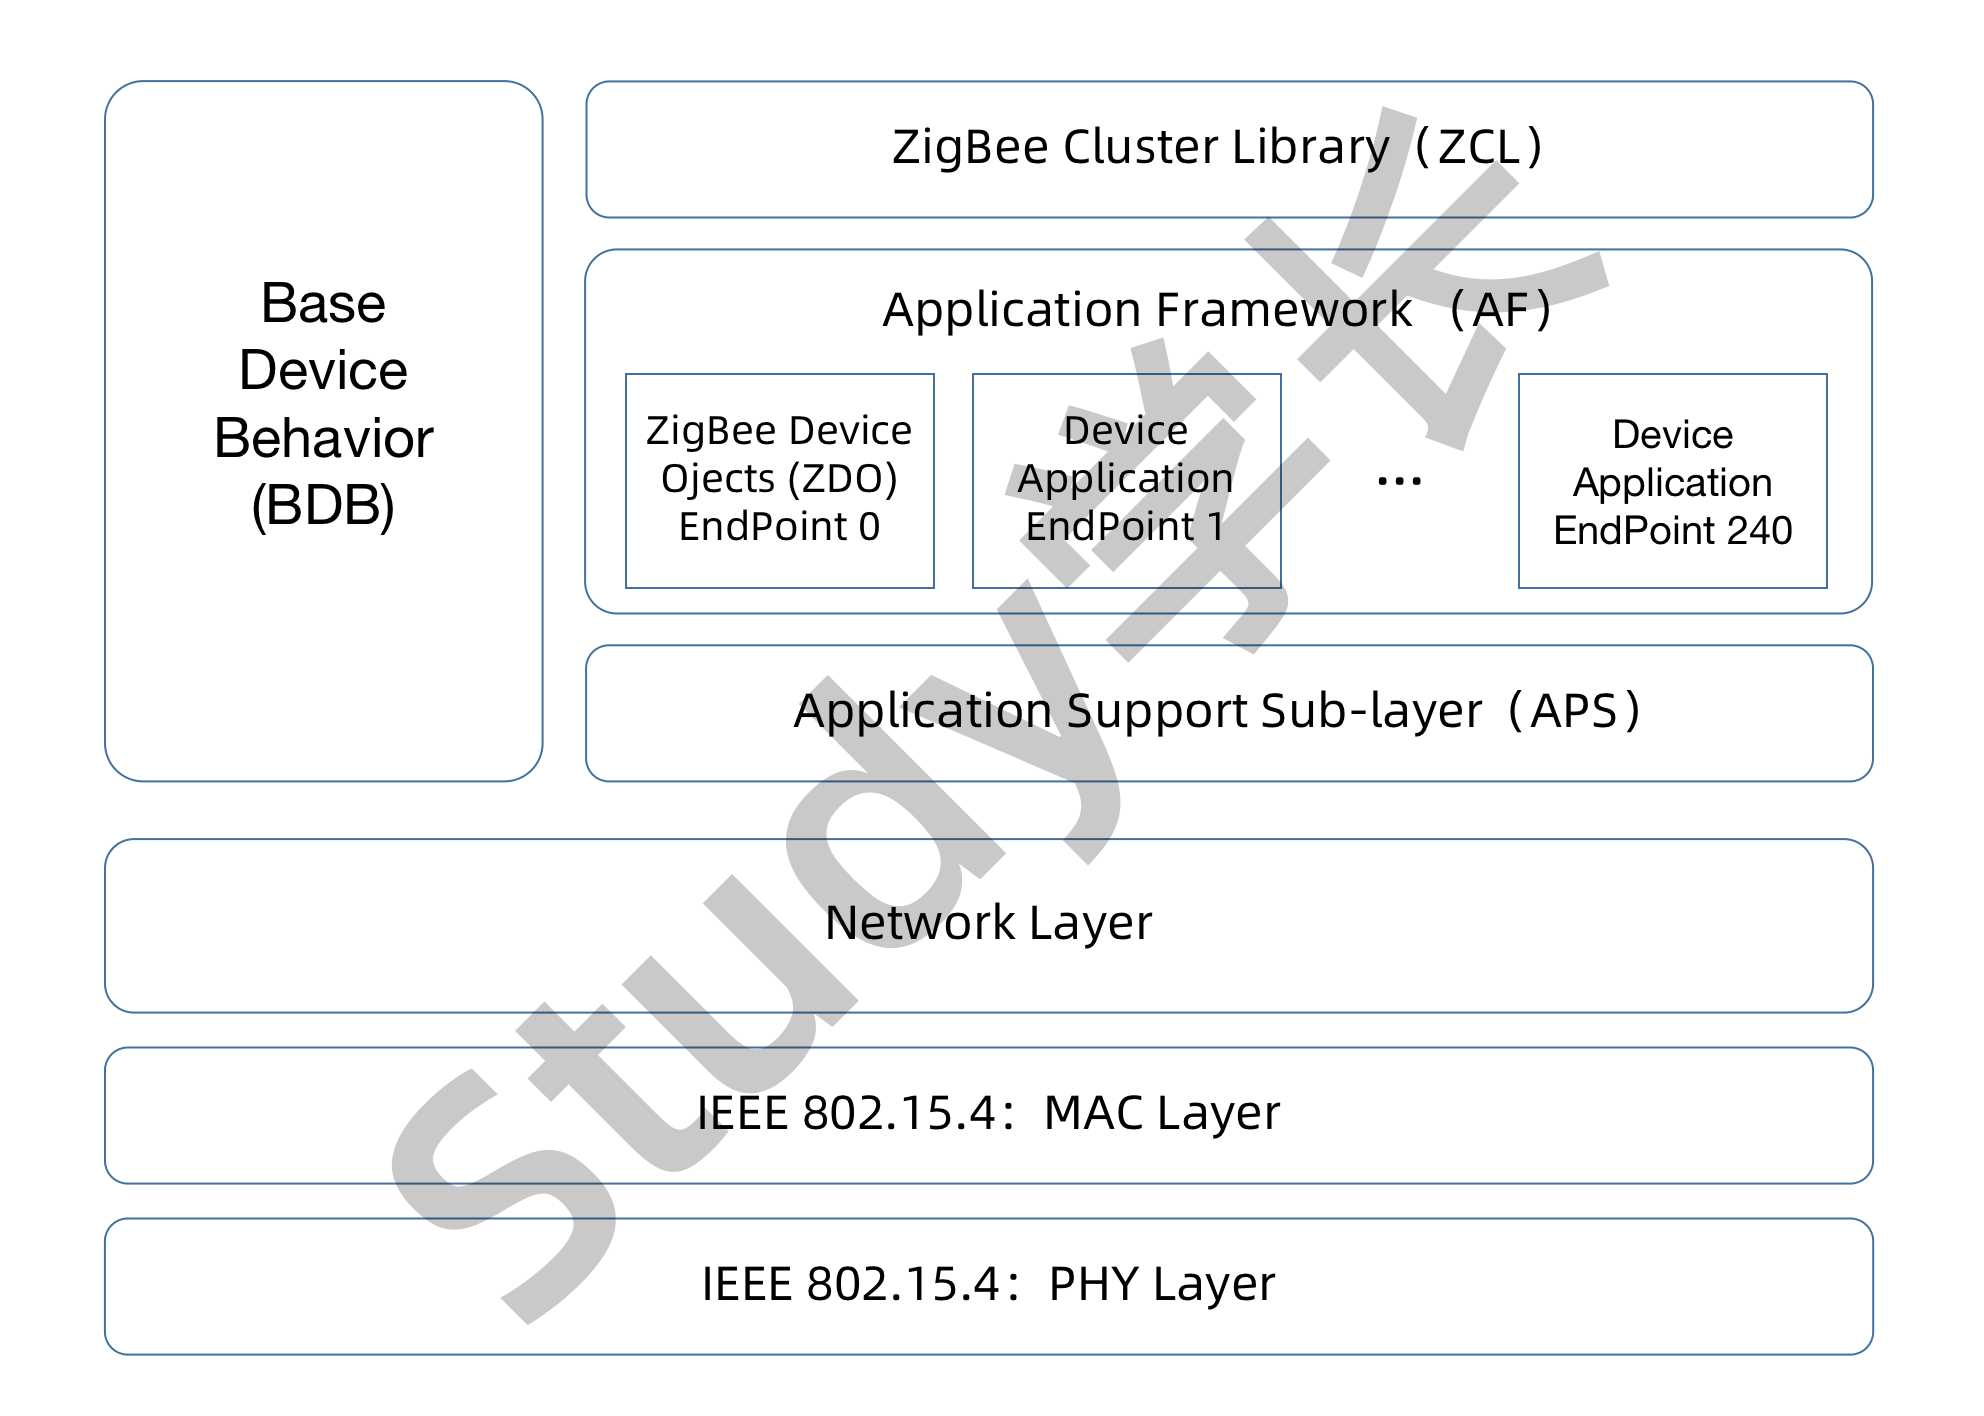 Base
Device
Behavior
(BDB)
ZigBee Cluster Library（ZCL）
Application Framework （AF）
ZigBee Device
Ojects (ZDO)
EndPoint 0
Device
Application
EndPoint 1
...
Device
Application
EndPoint 240
Application Support Sub-layer（APS）
Network Layer
IEEE 802.15.4：MAC Layer
IEEE 802.15.4：PHY Layer
Study学长